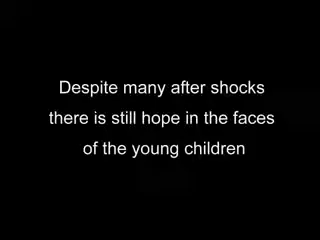 Despite many after shocks
there is still hope in the faces
of the young children